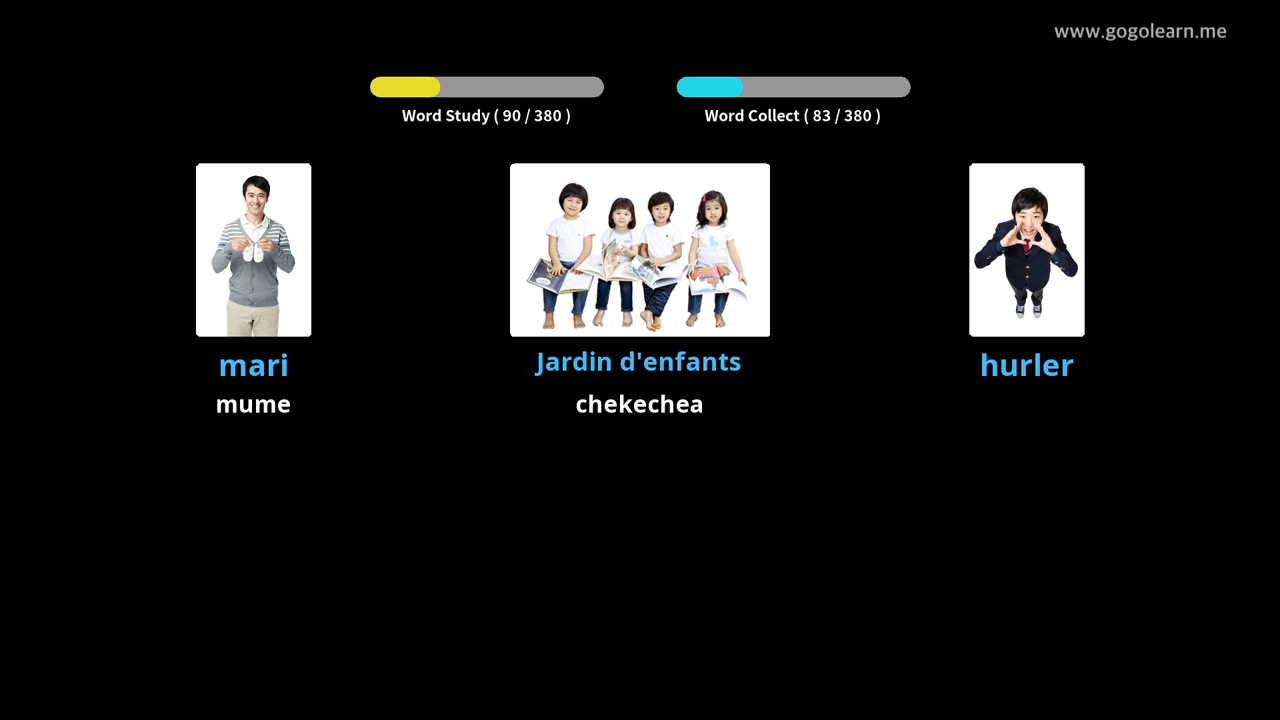 www.gogolearn.me
Word Study ( 90 / 380 )
Word Collect ( 83 / 380 )
mari
Jardin d'enfants
hurler
mume
chekechea